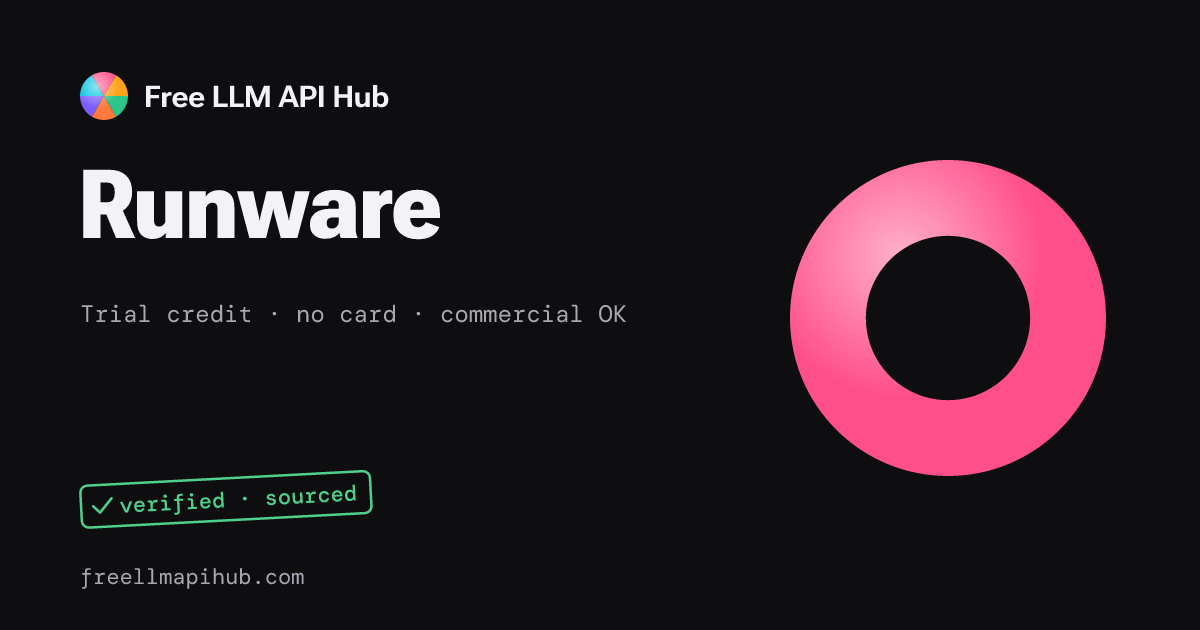 Free LLM API Hub
Runware
Trial credit · no card · commercial OK
✓ verified · sourced
freellmapihub.com